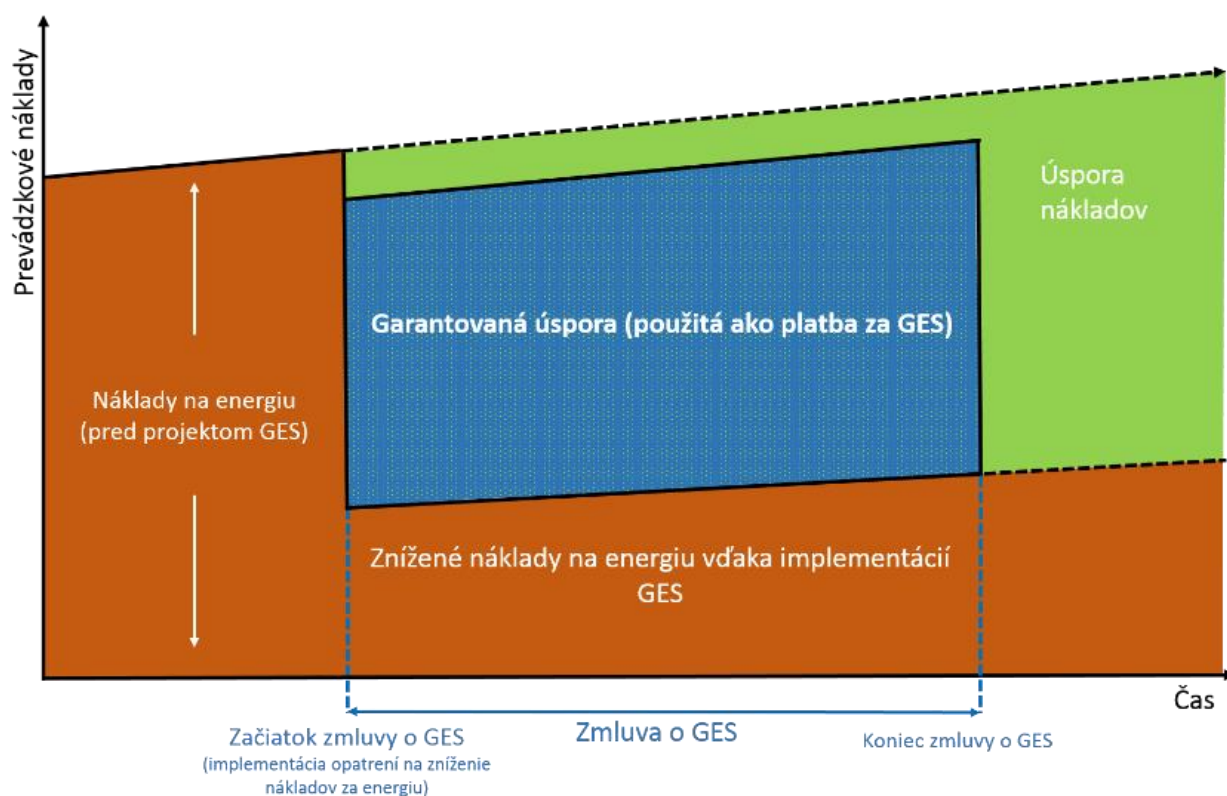 Prevádzkové náklady
Úspora
nákladov
Garantovaná úspora (použitá ako platba za GES)
Náklady na energiu
(pred projektom GES)
Znížené náklady na energiu vďaka implementácií
GES
Čas
Začiatok zmluvy o GES
(implementácia opatrení na zníženie
nákladov za energiu)
Zmluva o GES
Koniec zmluvy o GES